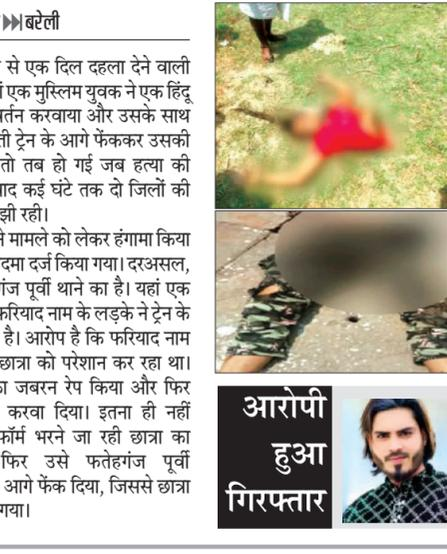 बरेली
से एक दिल दहला देने वाली
एक मुस्लिम युवक ने एक हिंदू
करवाया और उसके साथ
ट्रेन के आगे फेंककर उसकी
तो तब हो गई जब हत्या की
कई घंटे तक दो जिलों की
रही।
मामले को लेकर हंगामा किया
दर्ज किया गया। दरअसल,
पूर्वी थाने का है। यहां एक
फरियाद नाम के लड़के ने ट्रेन के
है। आरोप है कि फरियाद नाम
छात्रा को परेशान कर रहा था।
जबरन रेप किया और फिर
करवा दिया। इतना ही नहीं
फॉर्म भरने जा रही छात्रा का
फिर उसे फतेहगंज पूर्वी
आगे फेंक दिया, जिससे छात्रा
गया।
आरोपी
हुआ
गिरफ्तार